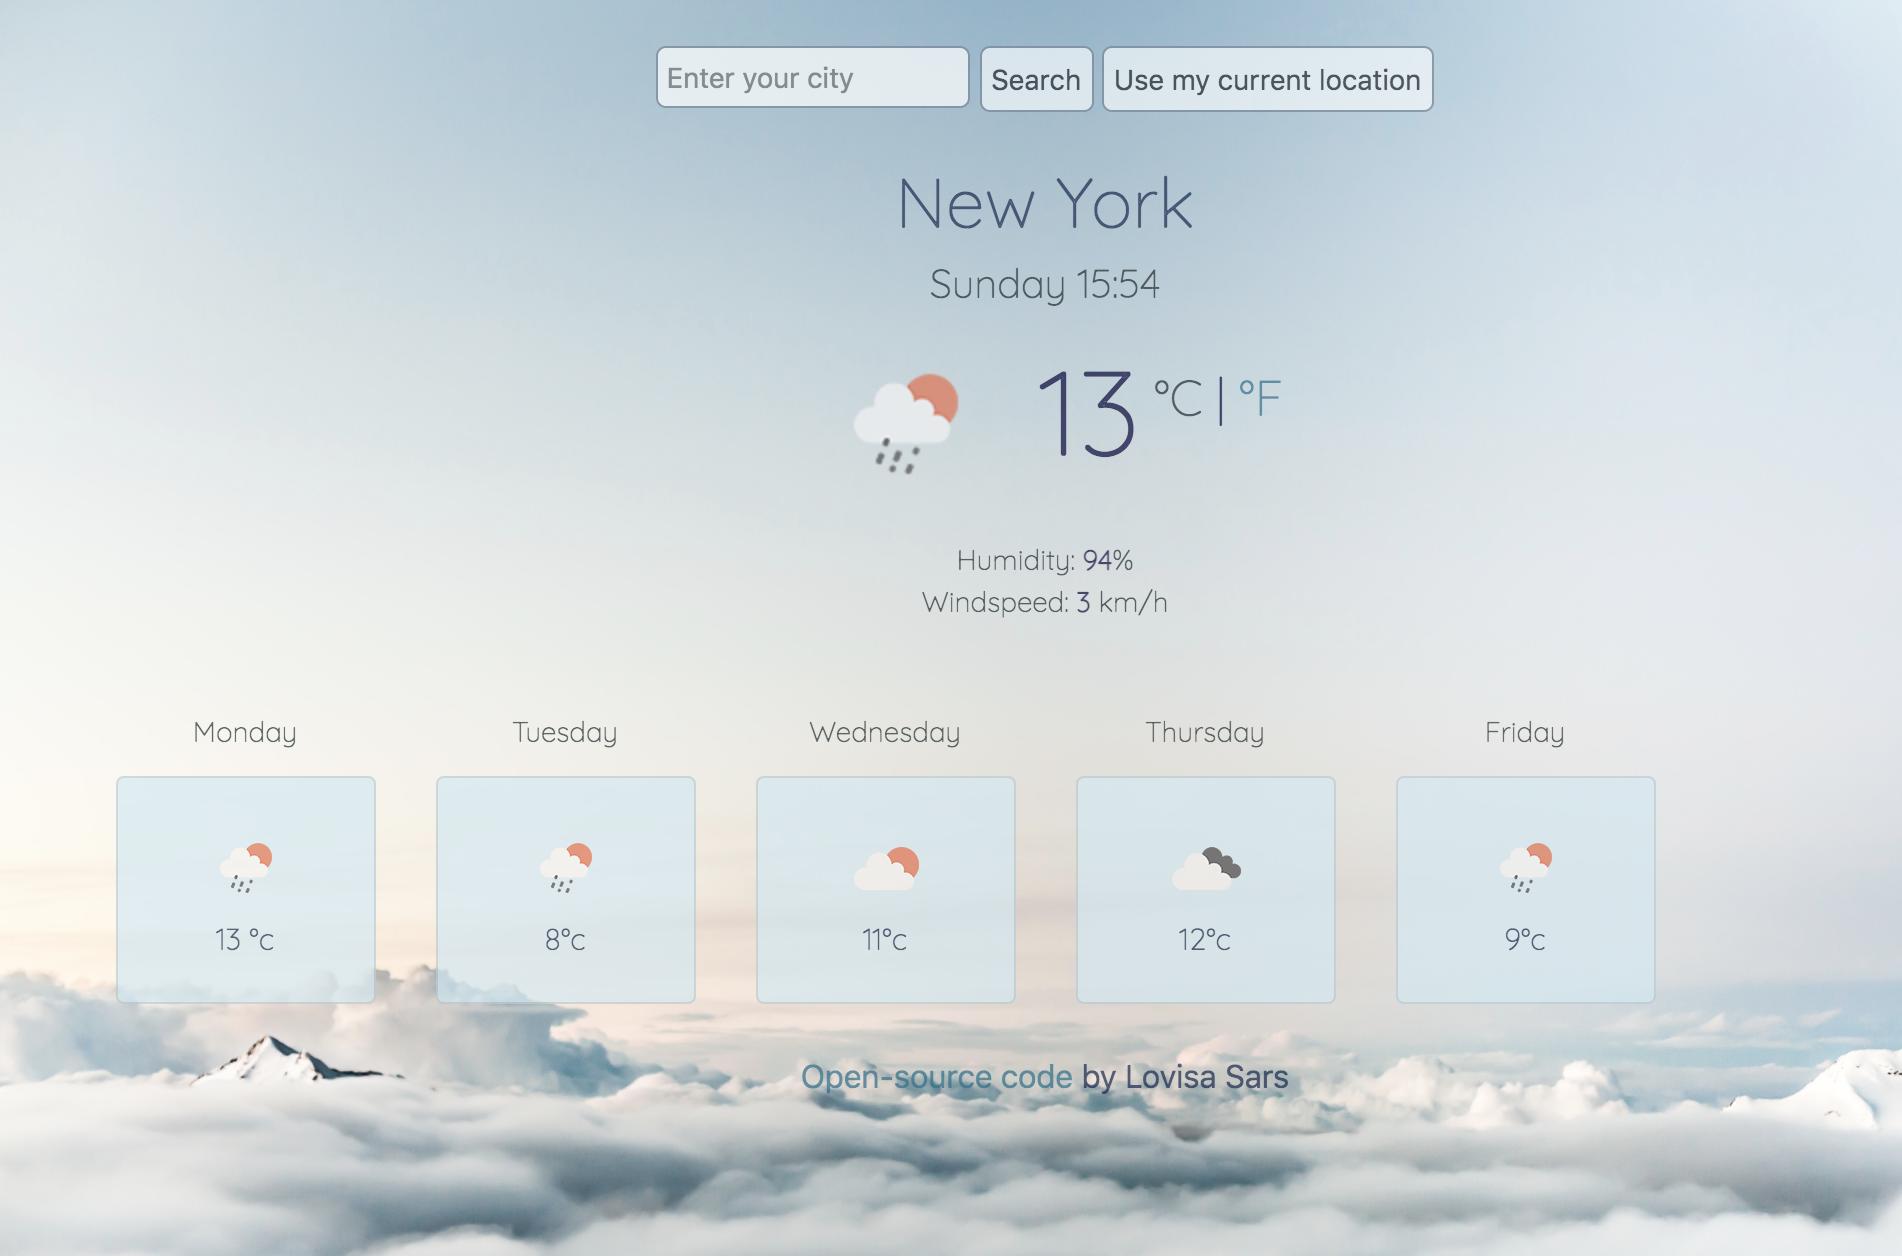 Enter your city Search Use my current location
New York
Sunday 15:54
13 °C | °F
Humidity: 94%
Windspeed: 3 km/h
Monday Tuesday Wednesday Thursday Friday
13 °C 8°C 11°C 12°C 9°C
Open-source code by Lovisa Sars